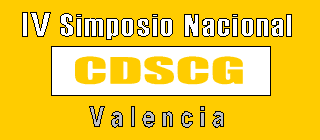 IV Simposio Nacional
CDSCG
Valencia